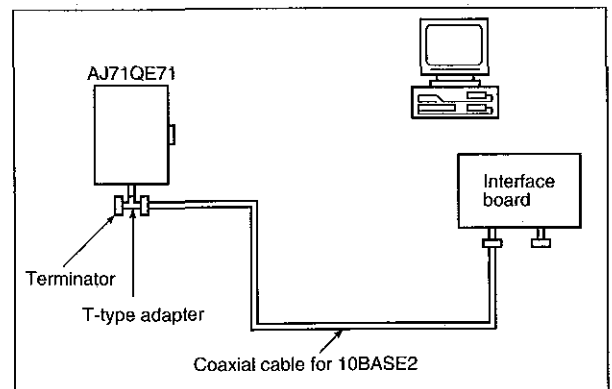 AJ71QE71
Interface
board
Terminator
T-type adapter
Coaxial cable for 10BASE2